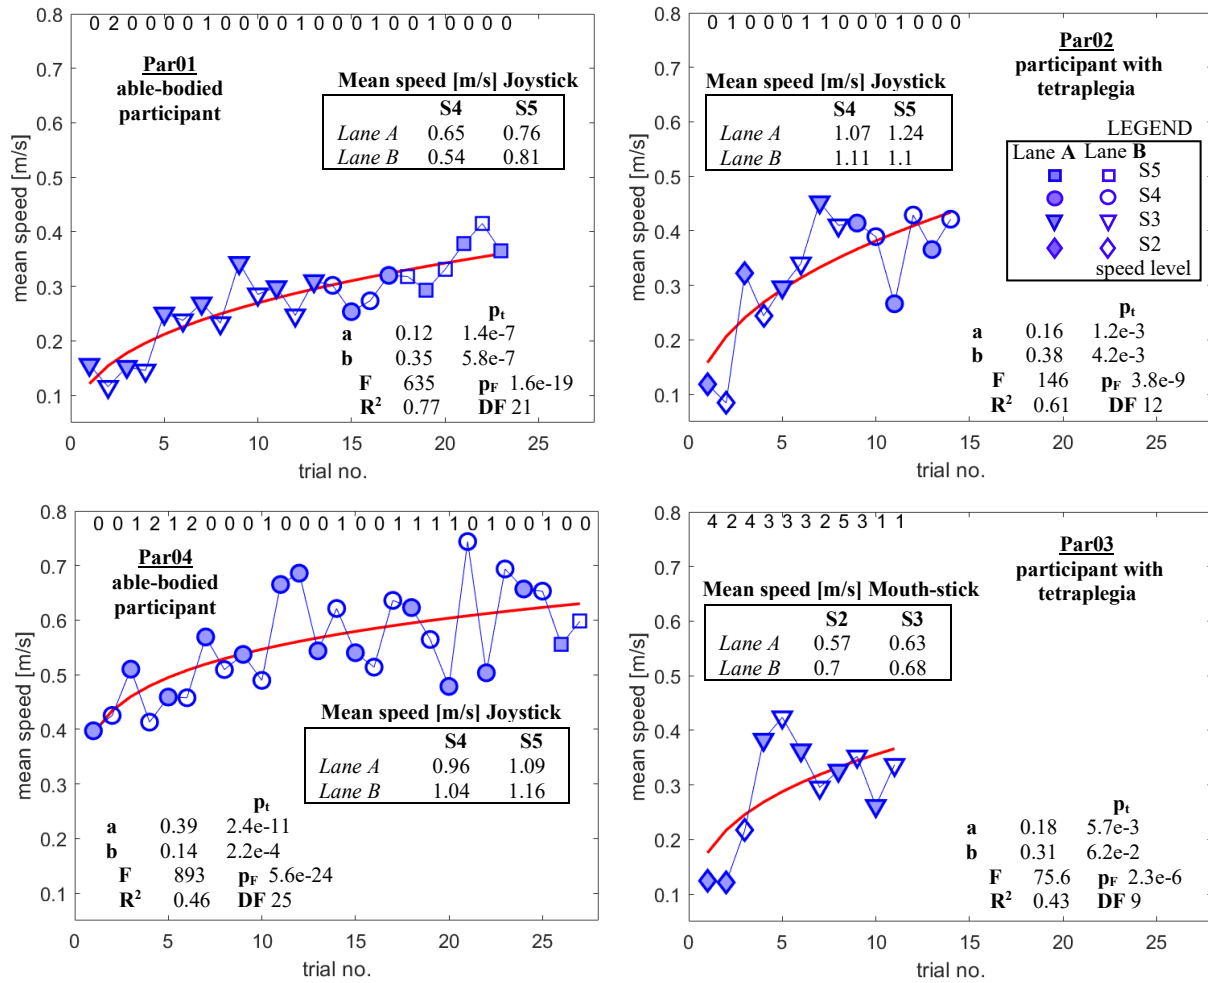 0 2 0 0 0 0 1 0 0 0 0 0 1 0 0 0 1 0 1 0 0 0 0
Par01
able-bodied
participant
Mean speed [m/s] Joystick
S4 S5
Lane A 0.65 0.76
Lane B 0.54 0.81
pt
a 0.12 1.4e-7
b 0.35 5.8e-7
F 635 pF 1.6e-19
R² 0.77 DF 21
0.8
0.7
0.6
0.5
0.4
0.3
0.2
0.1
mean speed [m/s]
0 5 10 15 20 25
trial no.
0 1 0 0 0 1 1 0 0 0 1 0 0 0
Par02
participant with
tetraplegia
Mean speed [m/s] Joystick
S4 S5
Lane A 1.07 1.24
Lane B 1.11 1.1
LEGEND
Lane A Lane B
S5
S4
S3
S2
speed level
pt
a 0.16 1.2e-3
b 0.38 4.2e-3
F 146 pF 3.8e-9
R² 0.61 DF 12
0.8
0.7
0.6
0.5
0.4
0.3
0.2
0.1
mean speed [m/s]
0 5 10 15 20 25
trial no.
0 0 1 2 1 2 0 0 0 1 0 0 0 1 0 0 1 1 1 1 0 1 0 0 1 0 0
Par04
able-bodied
participant
Mean speed [m/s] Joystick
S4 S5
Lane A 0.96 1.09
Lane B 1.04 1.16
pt
a 0.39 2.4e-11
b 0.14 2.2e-4
F 893 pF 5.6e-24
R² 0.46 DF 25
0.8
0.7
0.6
0.5
0.4
0.3
0.2
0.1
mean speed [m/s]
0 5 10 15 20 25
trial no.
4 2 4 3 3 3 2 5 3 1 1
Par03
participant with
tetraplegia
Mean speed [m/s] Mouth-stick
S2 S3
Lane A 0.57 0.63
Lane B 0.7 0.68
pt
a 0.18 5.7e-3
b 0.31 6.2e-2
F 75.6 pF 2.3e-6
R² 0.43 DF 9
0.8
0.7
0.6
0.5
0.4
0.3
0.2
0.1
mean speed [m/s]
0 5 10 15 20 25
trial no.